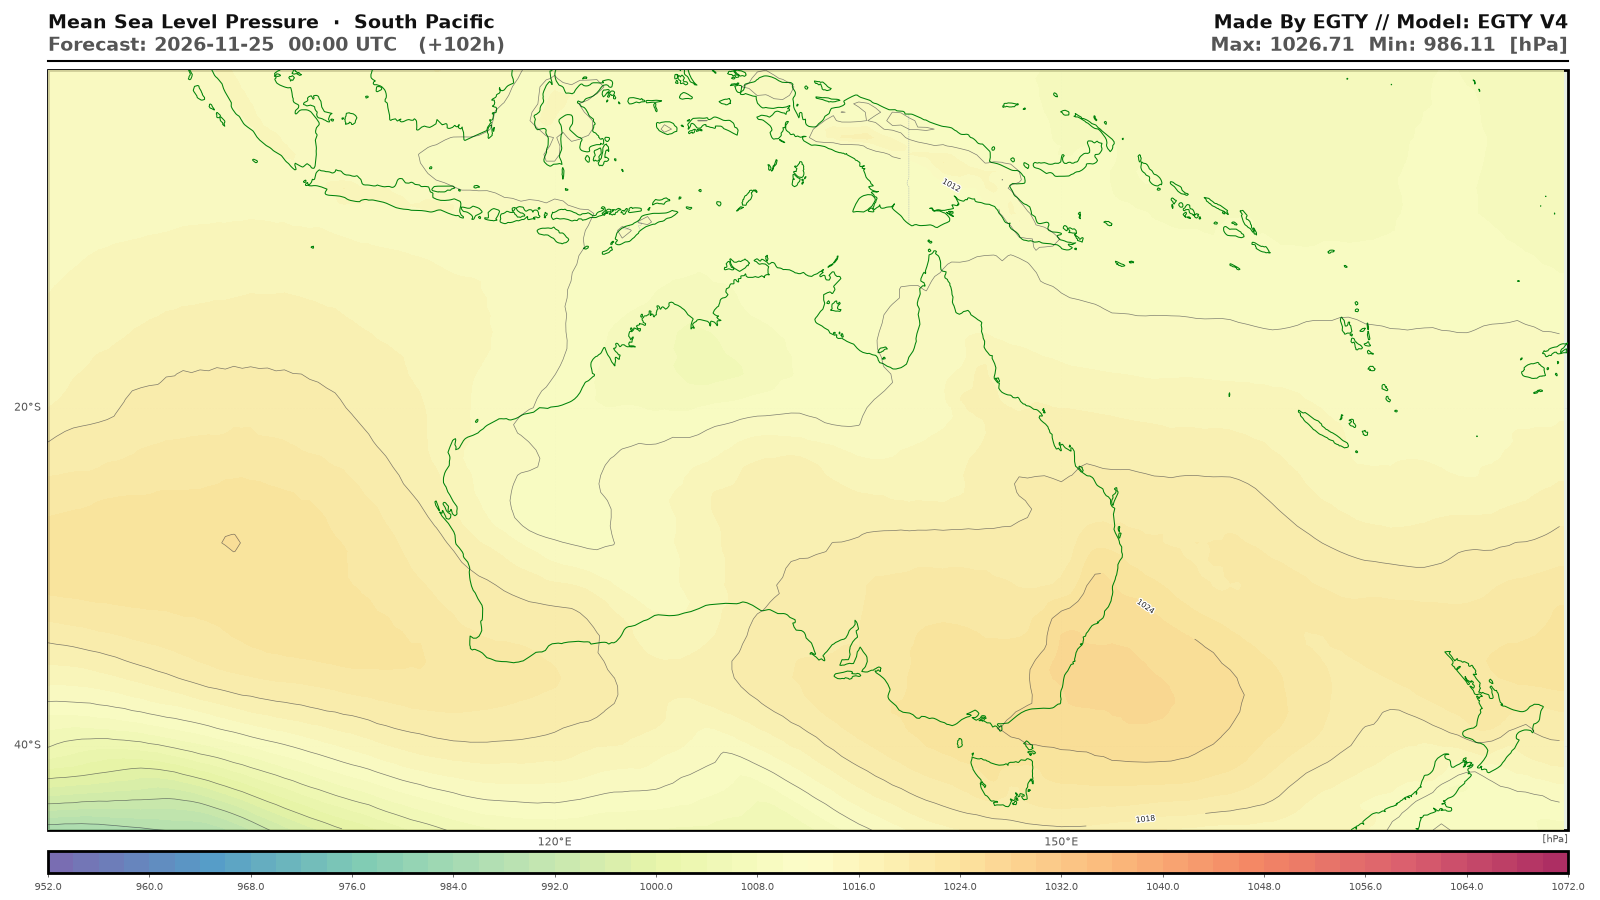 Mean Sea Level Pressure · South Pacific
Made By EGTY // Model: EGTY V4
Forecast: 2026-11-25 00:00 UTC (+102h)
Max: 1026.71 Min: 986.11 [hPa]
1012
20°S
1024
40°S
1018
120°E
150°E
[hPa]
952.0
960.0
968.0
976.0
984.0
992.0
1000.0
1008.0
1016.0
1024.0
1032.0
1040.0
1048.0
1056.0
1064.0
1072.0